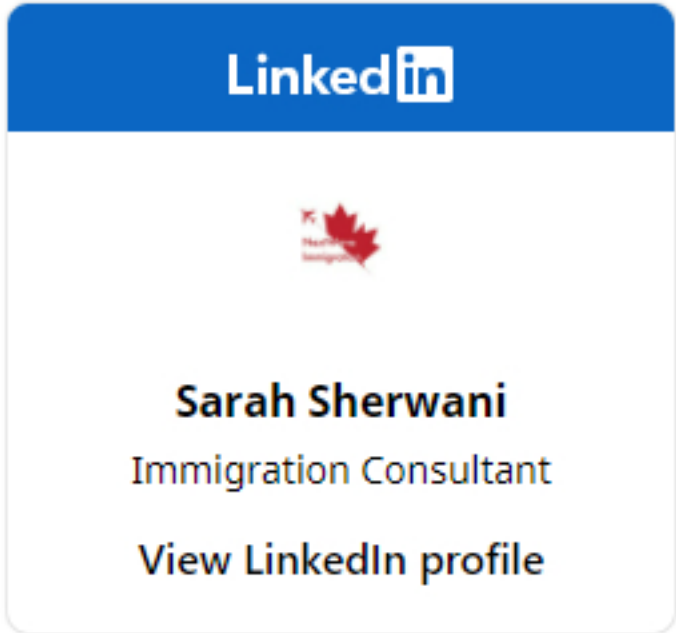 Linkedin
Sarah Sherwani
Immigration Consultant
View LinkedIn profile